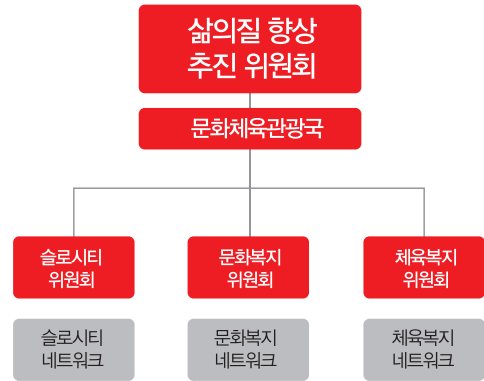 삶의질 향상
추진 위원회
문화체육관광국
슬로시티
위원회
문화복지
위원회
체육복지
위원회
슬로시티
네트워크
문화복지
네트워크
체육복지
네트워크